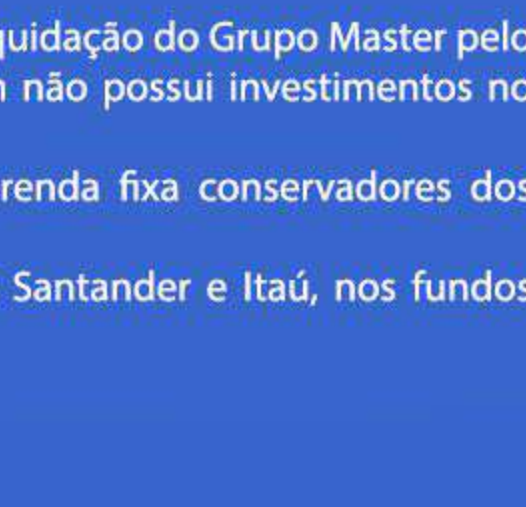 quidação do Grupo Master pelo
não possui investimentos no
renda fixa conservadores dos
Santander e Itaú, nos fundos